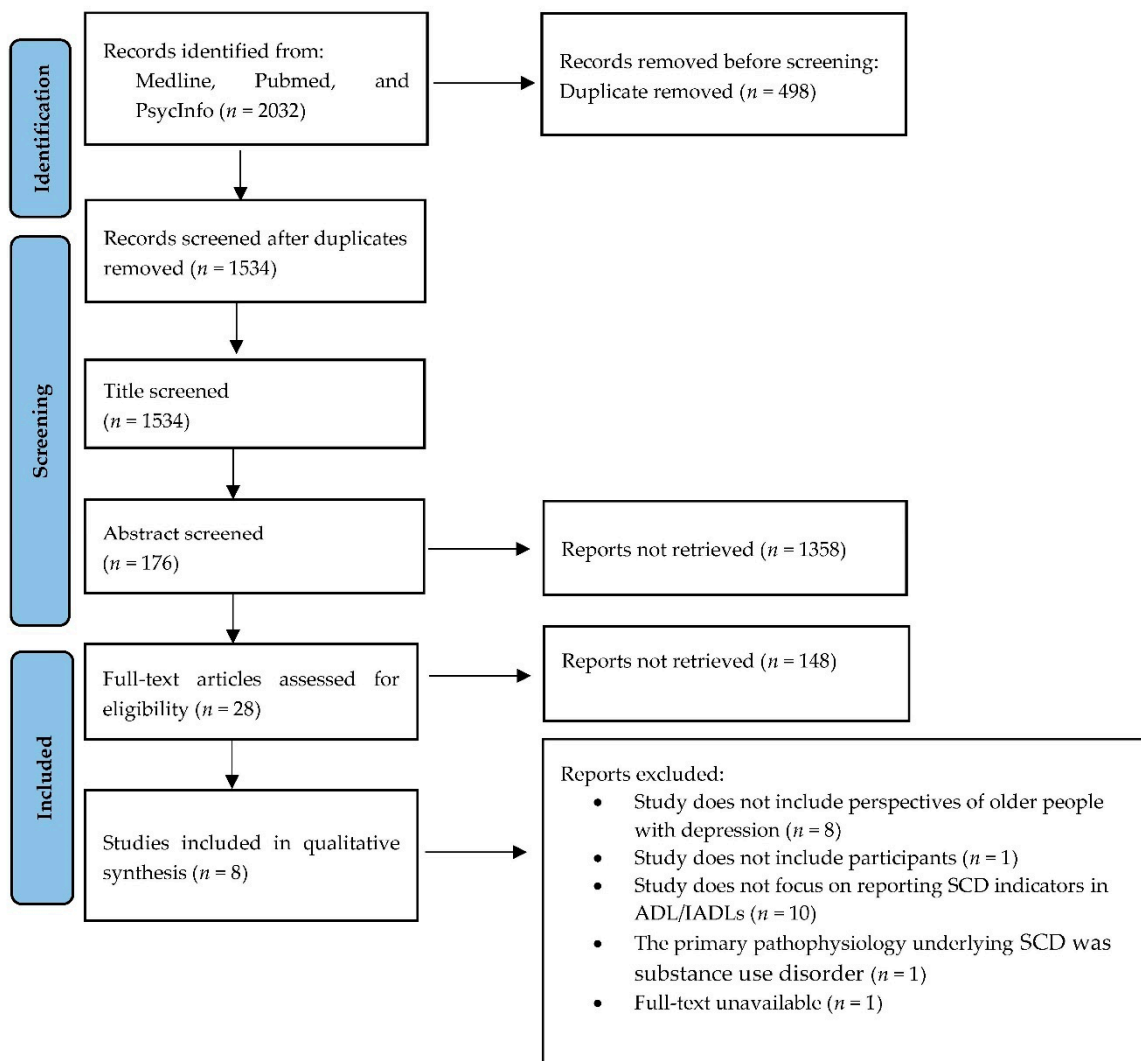 Identification
Records identified from:
Medline, Pubmed, and
PsycInfo (n = 2032)
Records removed before screening:
Duplicate removed (n = 498)
Screening
Records screened after duplicates
removed (n = 1534)
Title screened
(n = 1534)
Abstract screened
(n = 176)
Reports not retrieved (n = 1358)
Included
Full-text articles assessed for
eligibility (n = 28)
Reports not retrieved (n = 148)
Studies included in qualitative
synthesis (n = 8)
Reports excluded:
• Study does not include perspectives of older people
with depression (n = 8)
• Study does not include participants (n = 1)
• Study does not focus on reporting SCD indicators in
ADL/IADLs (n = 10)
• The primary pathophysiology underlying SCD was
substance use disorder (n = 1)
• Full-text unavailable (n = 1)